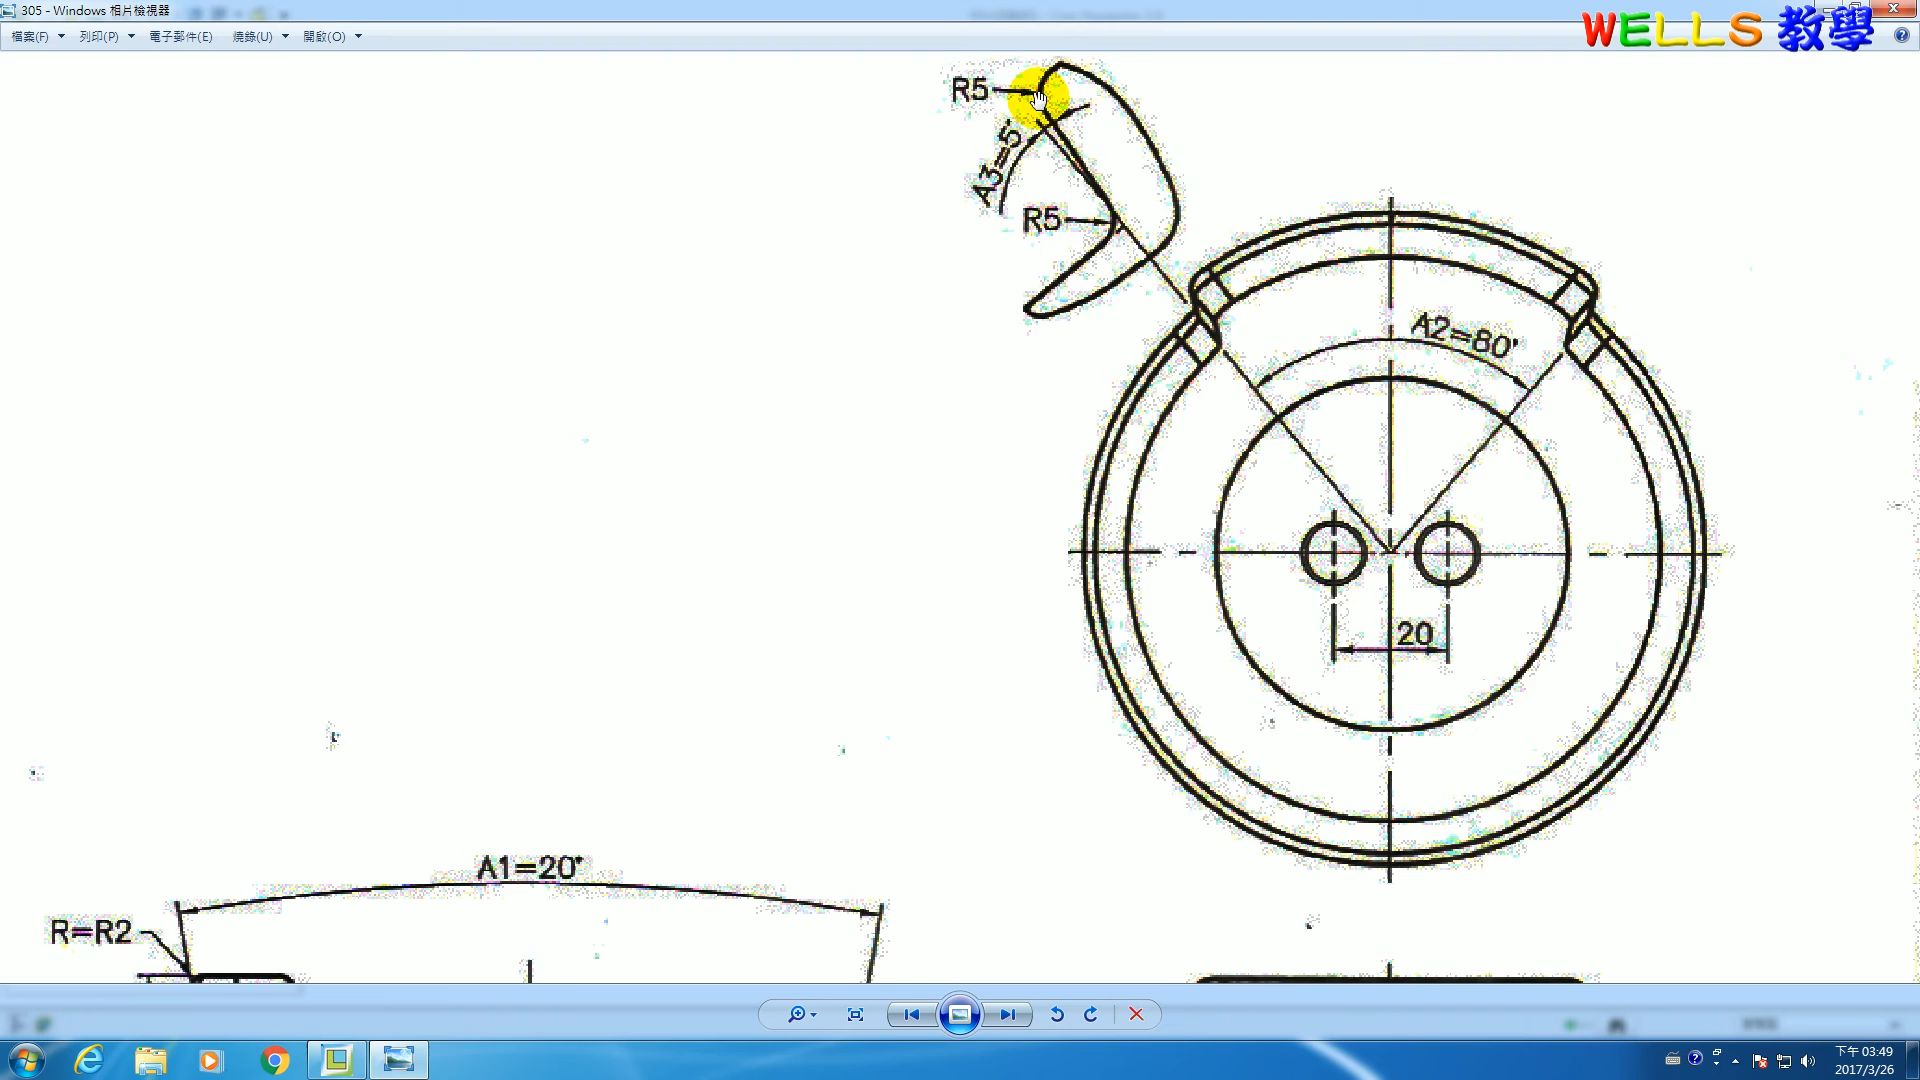 305 - Windows 相片檢視器
WELLS 教學
檔案(F) 列印(P) 電子郵件(E) 燒錄(U) 開啟(O)
R5
A3=5°
R5
A2=80°
20
A1=20°
R=R2
下午 03:49
2017/3/26